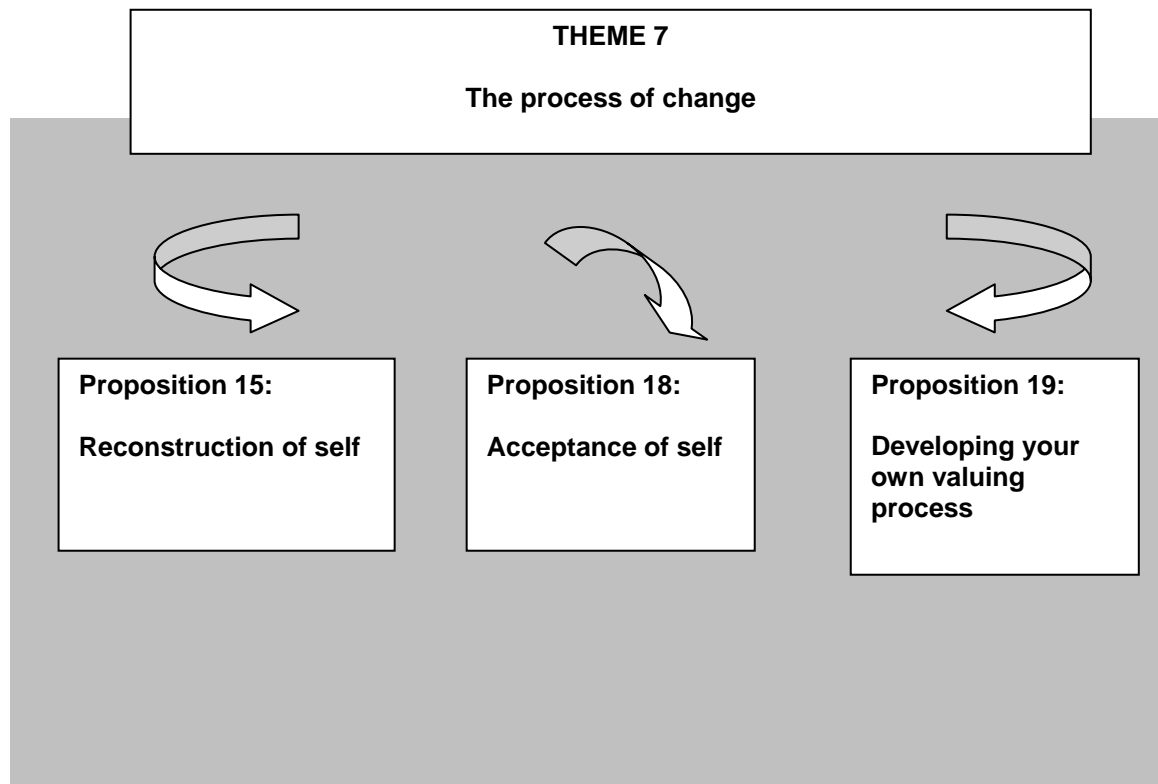 THEME 7
The process of change
Proposition 15:
Reconstruction of self
Proposition 18:
Acceptance of self
Proposition 19:
Developing your
own valuing
process